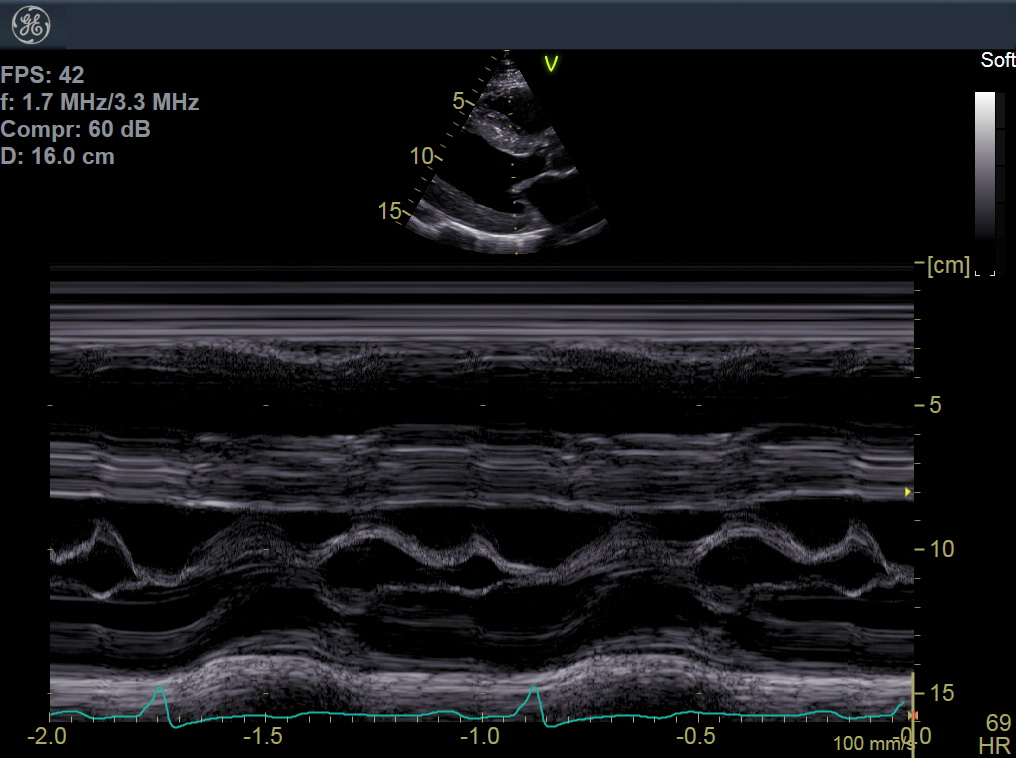 GE
Soft
FPS: 42
f: 1.7 MHz/3.3 MHz
Compr: 60 dB
D: 16.0 cm
V
5
10
15
[cm]
5
10
15
-2.0
-1.5
-1.0
-0.5
0.0
100 mm/s
69
HR